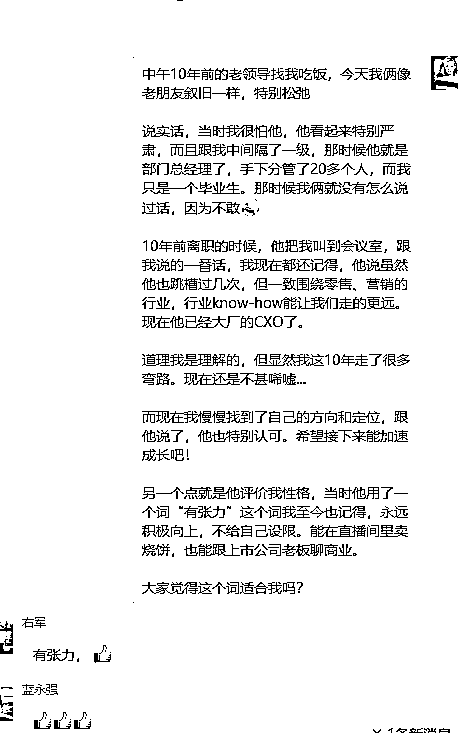 中午10年前的老领导找我吃饭，今天我俩像
老朋友叙旧一样，特别松弛
说实话，当时我很怕他，他看起来特别严
肃，而且跟我中间隔了一级，那时候他就是
部门总经理了，手下分管了20多个人，而我
只是一个毕业生。那时候我俩就没有怎么说
过话，因为不敢
10年前离职的时候，他把我叫到会议室，跟
我说的一番话，我现在都还记得，他说虽然
他也跳槽过几次，但一致围绕零售、营销的
行业，行业know-how能让我们走的更远。
现在他已经大厂的CXO了。
道理我是理解的，但显然我这10年走了很多
弯路。现在还是不甚唏嘘...
而现在我慢慢找到了自己的方向和定位，跟
他说了，他也特别认可。希望接下来能加速
成长吧！
另一个点就是他评价我性格，当时他用了一
个词“有张力”这个词我至今也记得，永远
积极向上，不给自己设限。能在直播间里卖
烧饼，也能跟上市公司老板聊商业。
大家觉得这个词适合我吗？
右军
有张力，👍
蓝永强
👍👍👍